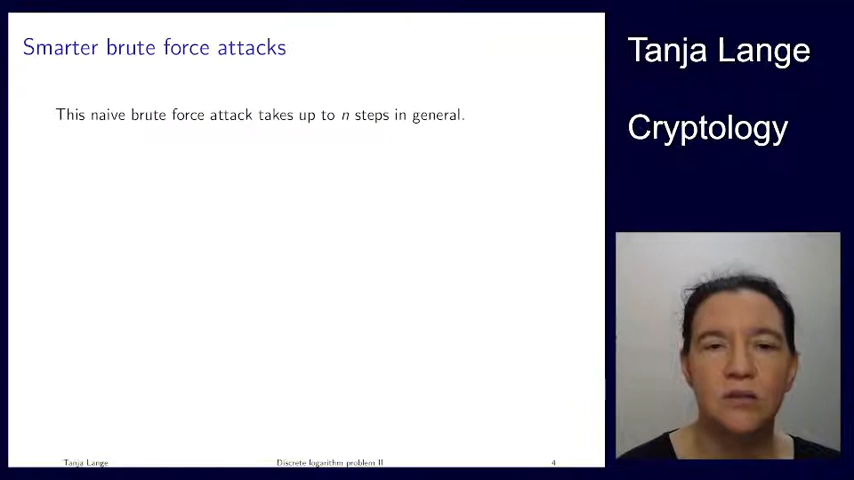 Smarter brute force attacks
This naive brute force attack takes up to n steps in general.
Tanja Lange
Discrete logarithm problem II
4
Tanja Lange
Cryptology